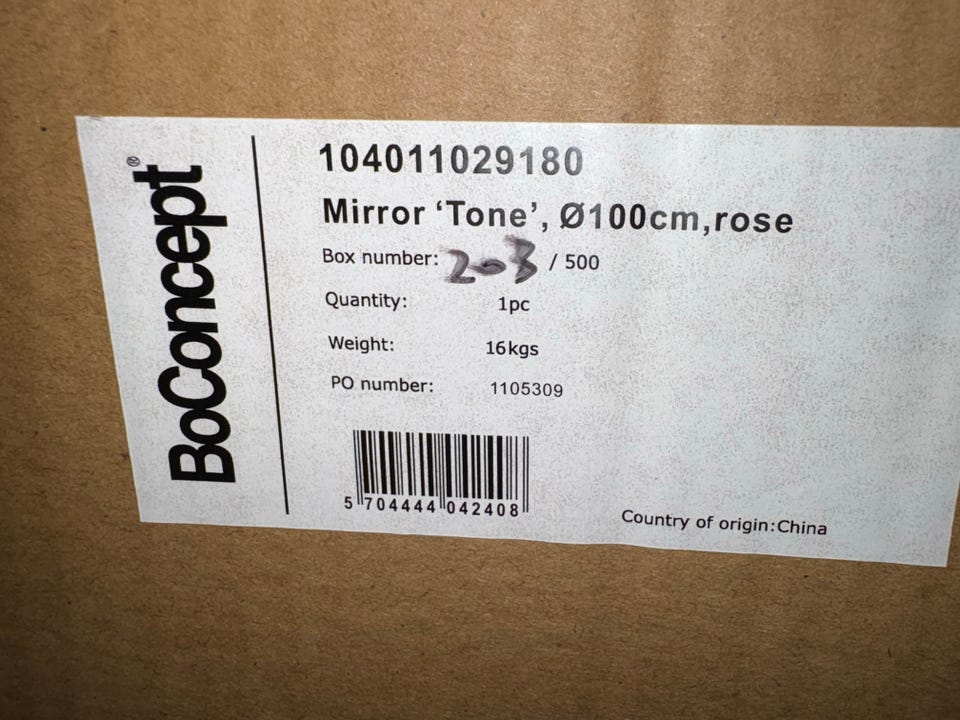 BoConcept®
104011029180
Mirror ‘Tone’, Ø100cm,rose
Box number: 203 / 500
Quantity: 1pc
Weight: 16kgs
PO number: 1105309
5 704444 042408
Country of origin:China